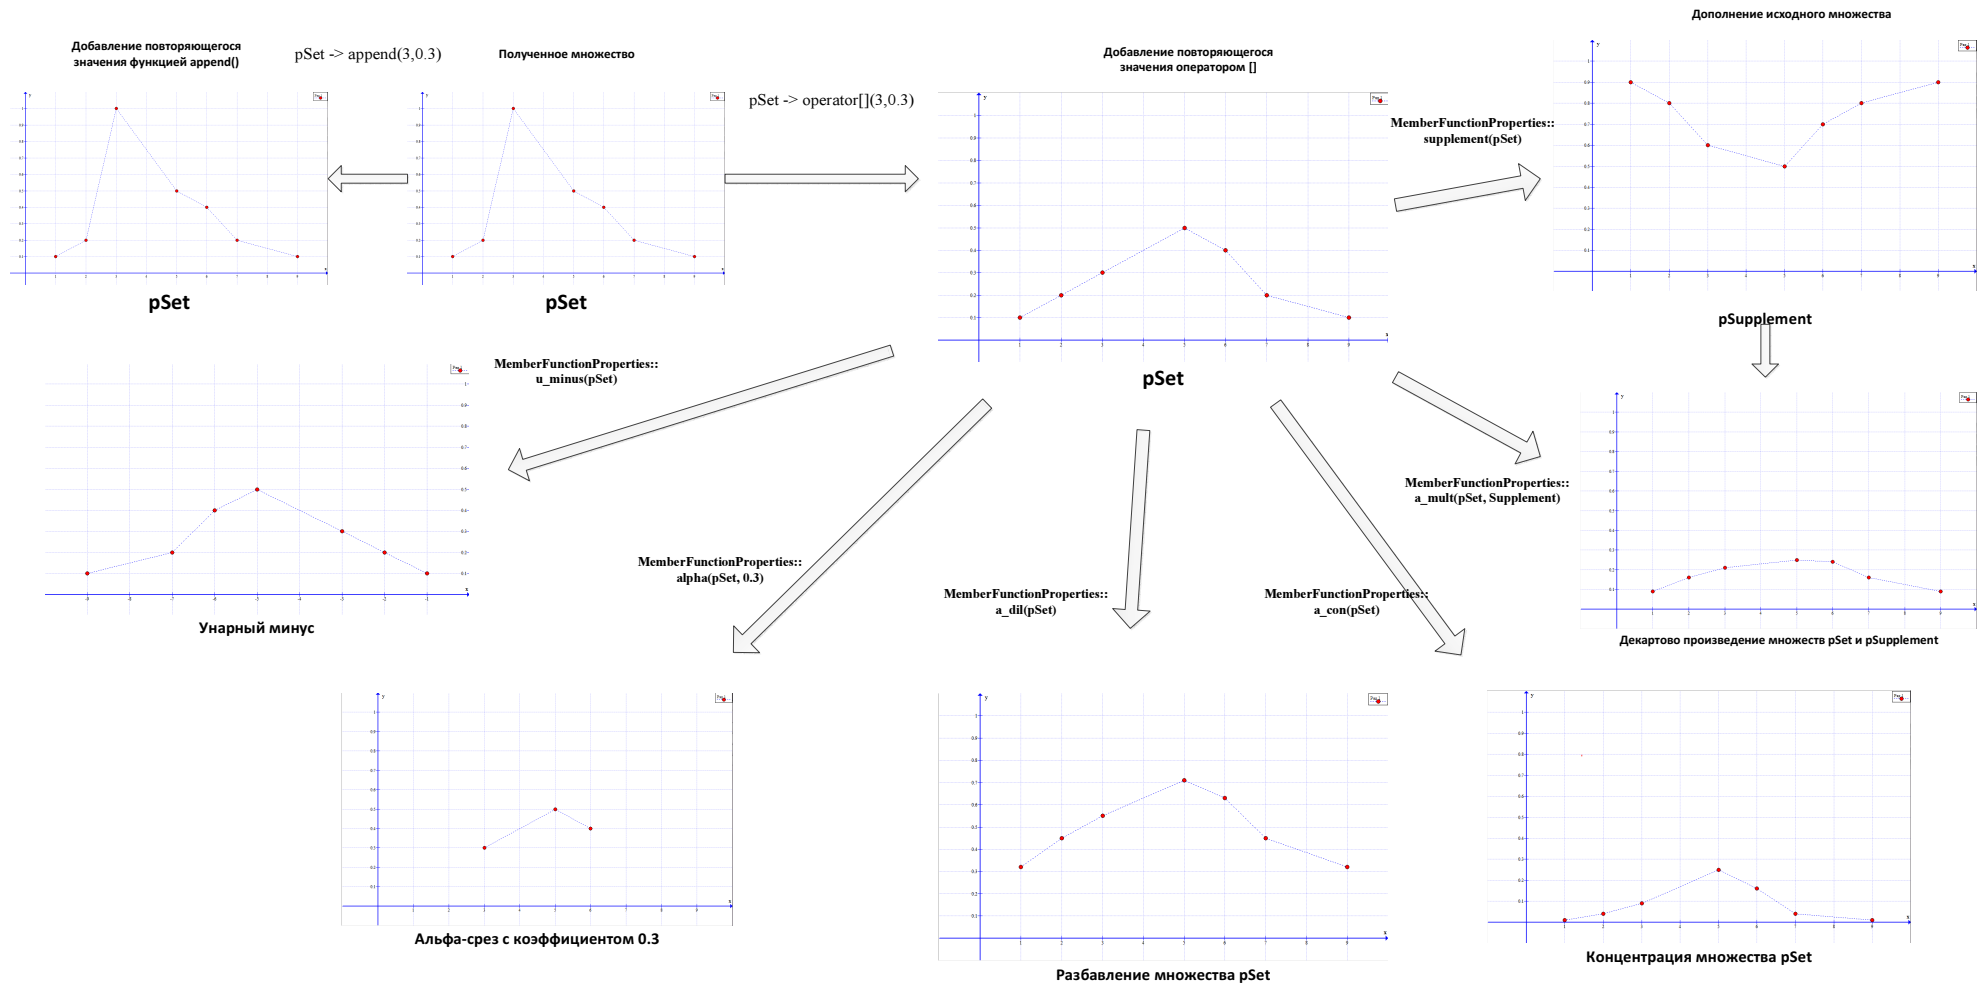 Дополнение исходного множества
Добавление повторяющегося
значения функцией append()
pSet -> append(3,0.3)
Полученное множество
Добавление повторяющегося
значения оператором []
pSet -> operator[](3,0.3)
MemberFunctionProperties::
supplement(pSet)
pSet
pSet
pSet
pSupplement
MemberFunctionProperties::
u_minus(pSet)
MemberFunctionProperties::
a_mult(pSet, Supplement)
MemberFunctionProperties::
alpha(pSet, 0.3)
MemberFunctionProperties::
a_dil(pSet)
MemberFunctionProperties::
a_con(pSet)
Унарный минус
Декартово произведение множеств pSet и pSupplement
Альфа-срез с коэффициентом 0.3
Разбавление множества pSet
Концентрация множества pSet